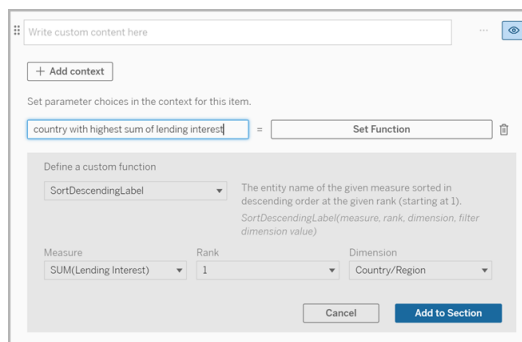 Write custom content here
+ Add context
Set parameter choices in the context for this item.
country with highest sum of lending interest = Set Function
Define a custom function
SortDescendingLabel
The entity name of the given measure sorted in
descending order at the given rank (starting at 1).
SortDescendingLabel(measure, rank, dimension, filter
dimension value)
Measure Rank Dimension
SUM(Lending Interest) 1 Country/Region
Cancel Add to Section